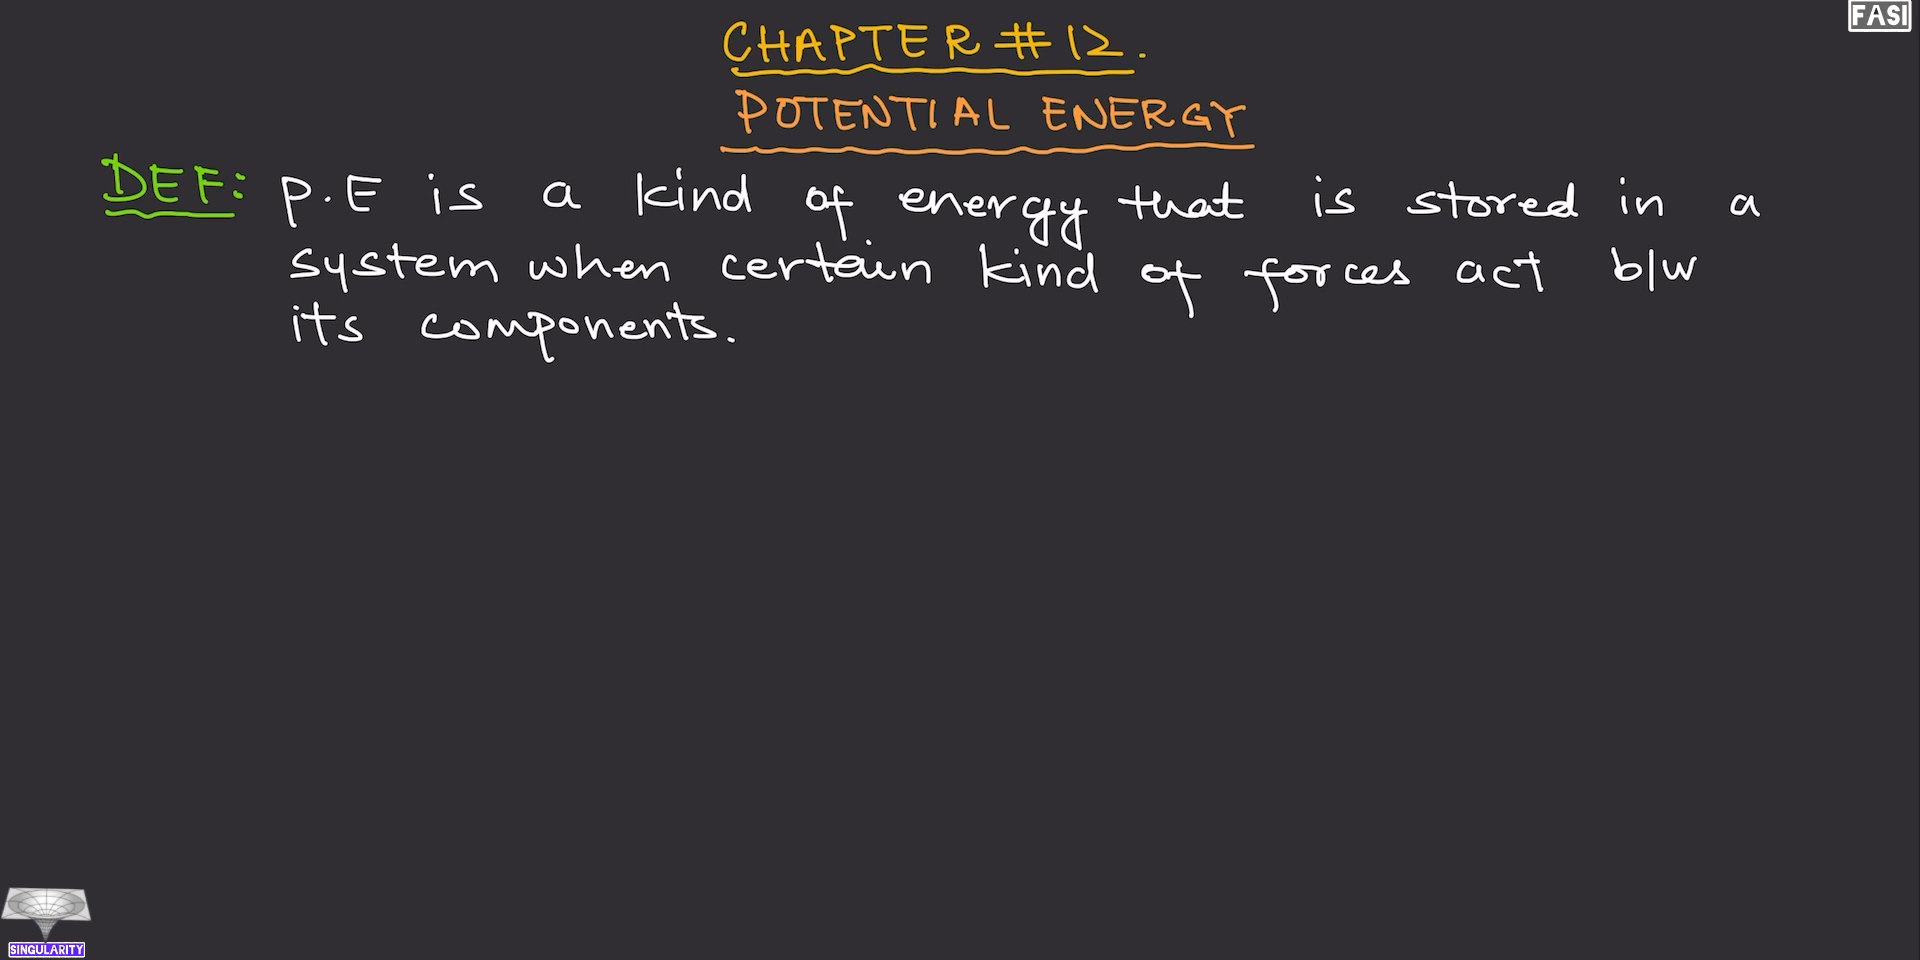 FASI
CHAPTER # 12.
POTENTIAL ENERGY
DEF: P.E is a kind of energy that is stored in a
system when certain kind of forces act b/w
its components.
SINGULARITY